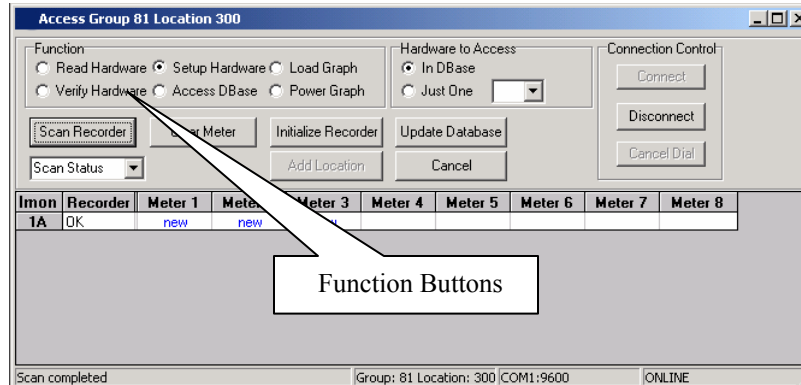 Access Group 81 Location 300
Function
Read Hardware Setup Hardware Load Graph
Verify Hardware Access DBase Power Graph
Hardware to Access
In DBase
Just One
Connection Control
Connect
Disconnect
Cancel Dial
Scan Recorder Meter Initialize Recorder Update Database
Scan Status Add Location Cancel
Imon Recorder Meter 1 Meter 3 Meter 4 Meter 5 Meter 6 Meter 7 Meter 8
1A OK new new
Function Buttons
Scan completed Group: 81 Location: 300 COM1:9600 ONLINE